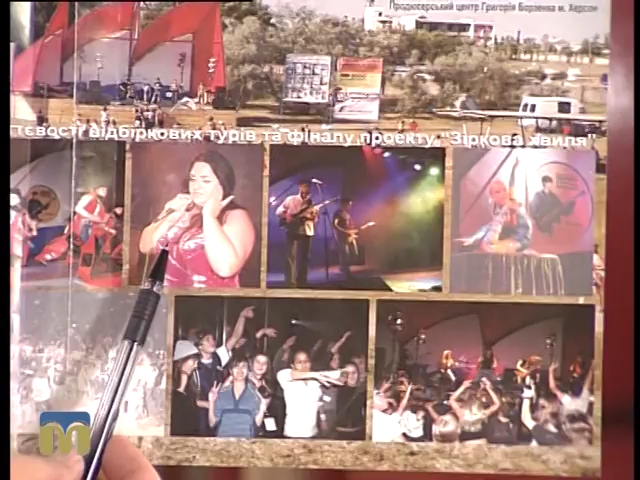 Продюсерський центр Григорія Борзенка м. Херсон
відбіркових турів та фіналу проекту "Зіркова хвиля"